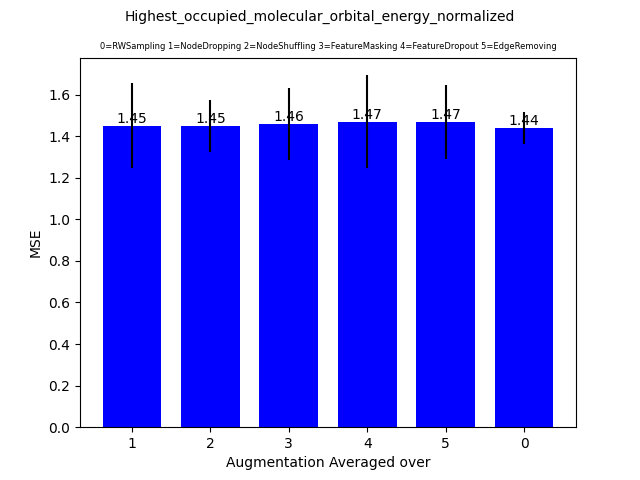 Highest_occupied_molecular_orbital_energy_normalized
0=RWSampling 1=NodeDropping 2=NodeShuffling 3=FeatureMasking 4=FeatureDropout 5=EdgeRemoving
1.6
1.4
1.2
1.0
0.8
0.6
0.4
0.2
0.0
MSE
1.45 1.45 1.46 1.47 1.47 1.44
1 2 3 4 5 0
Augmentation Averaged over